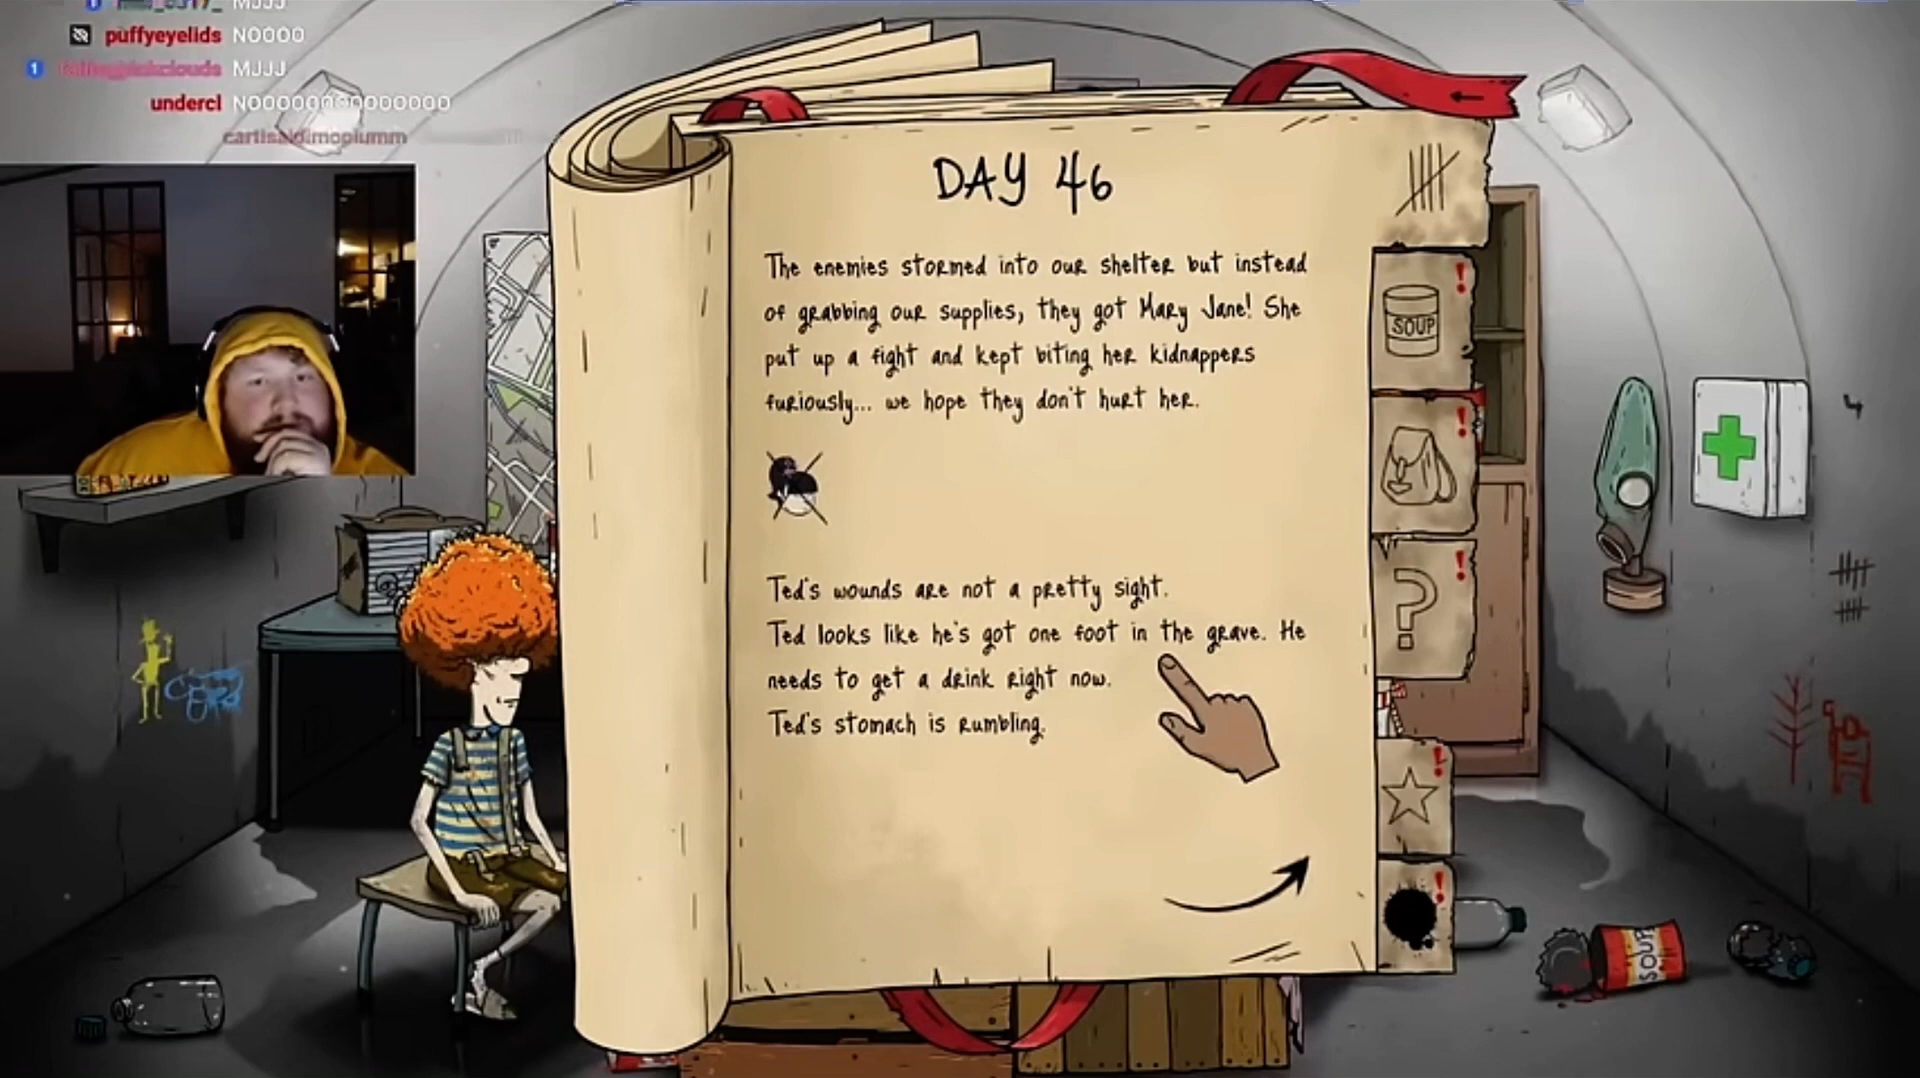 MJJJ
puffyeyelids NOOOO
MJJJ
undercl NOOOOOOOOOOOOOO
DAY 46
The enemies stormed into our shelter but instead
of grabbing our supplies, they got Mary Jane! She
put up a fight and kept biting her kidnappers
furiously... we hope they don't hurt her.
Ted's wounds are not a pretty sight.
Ted looks like he's got one foot in the grave. He
needs to get a drink right now.
Ted's stomach is rumbling.
!
SOUP
!
!
?
!
!
SOUP